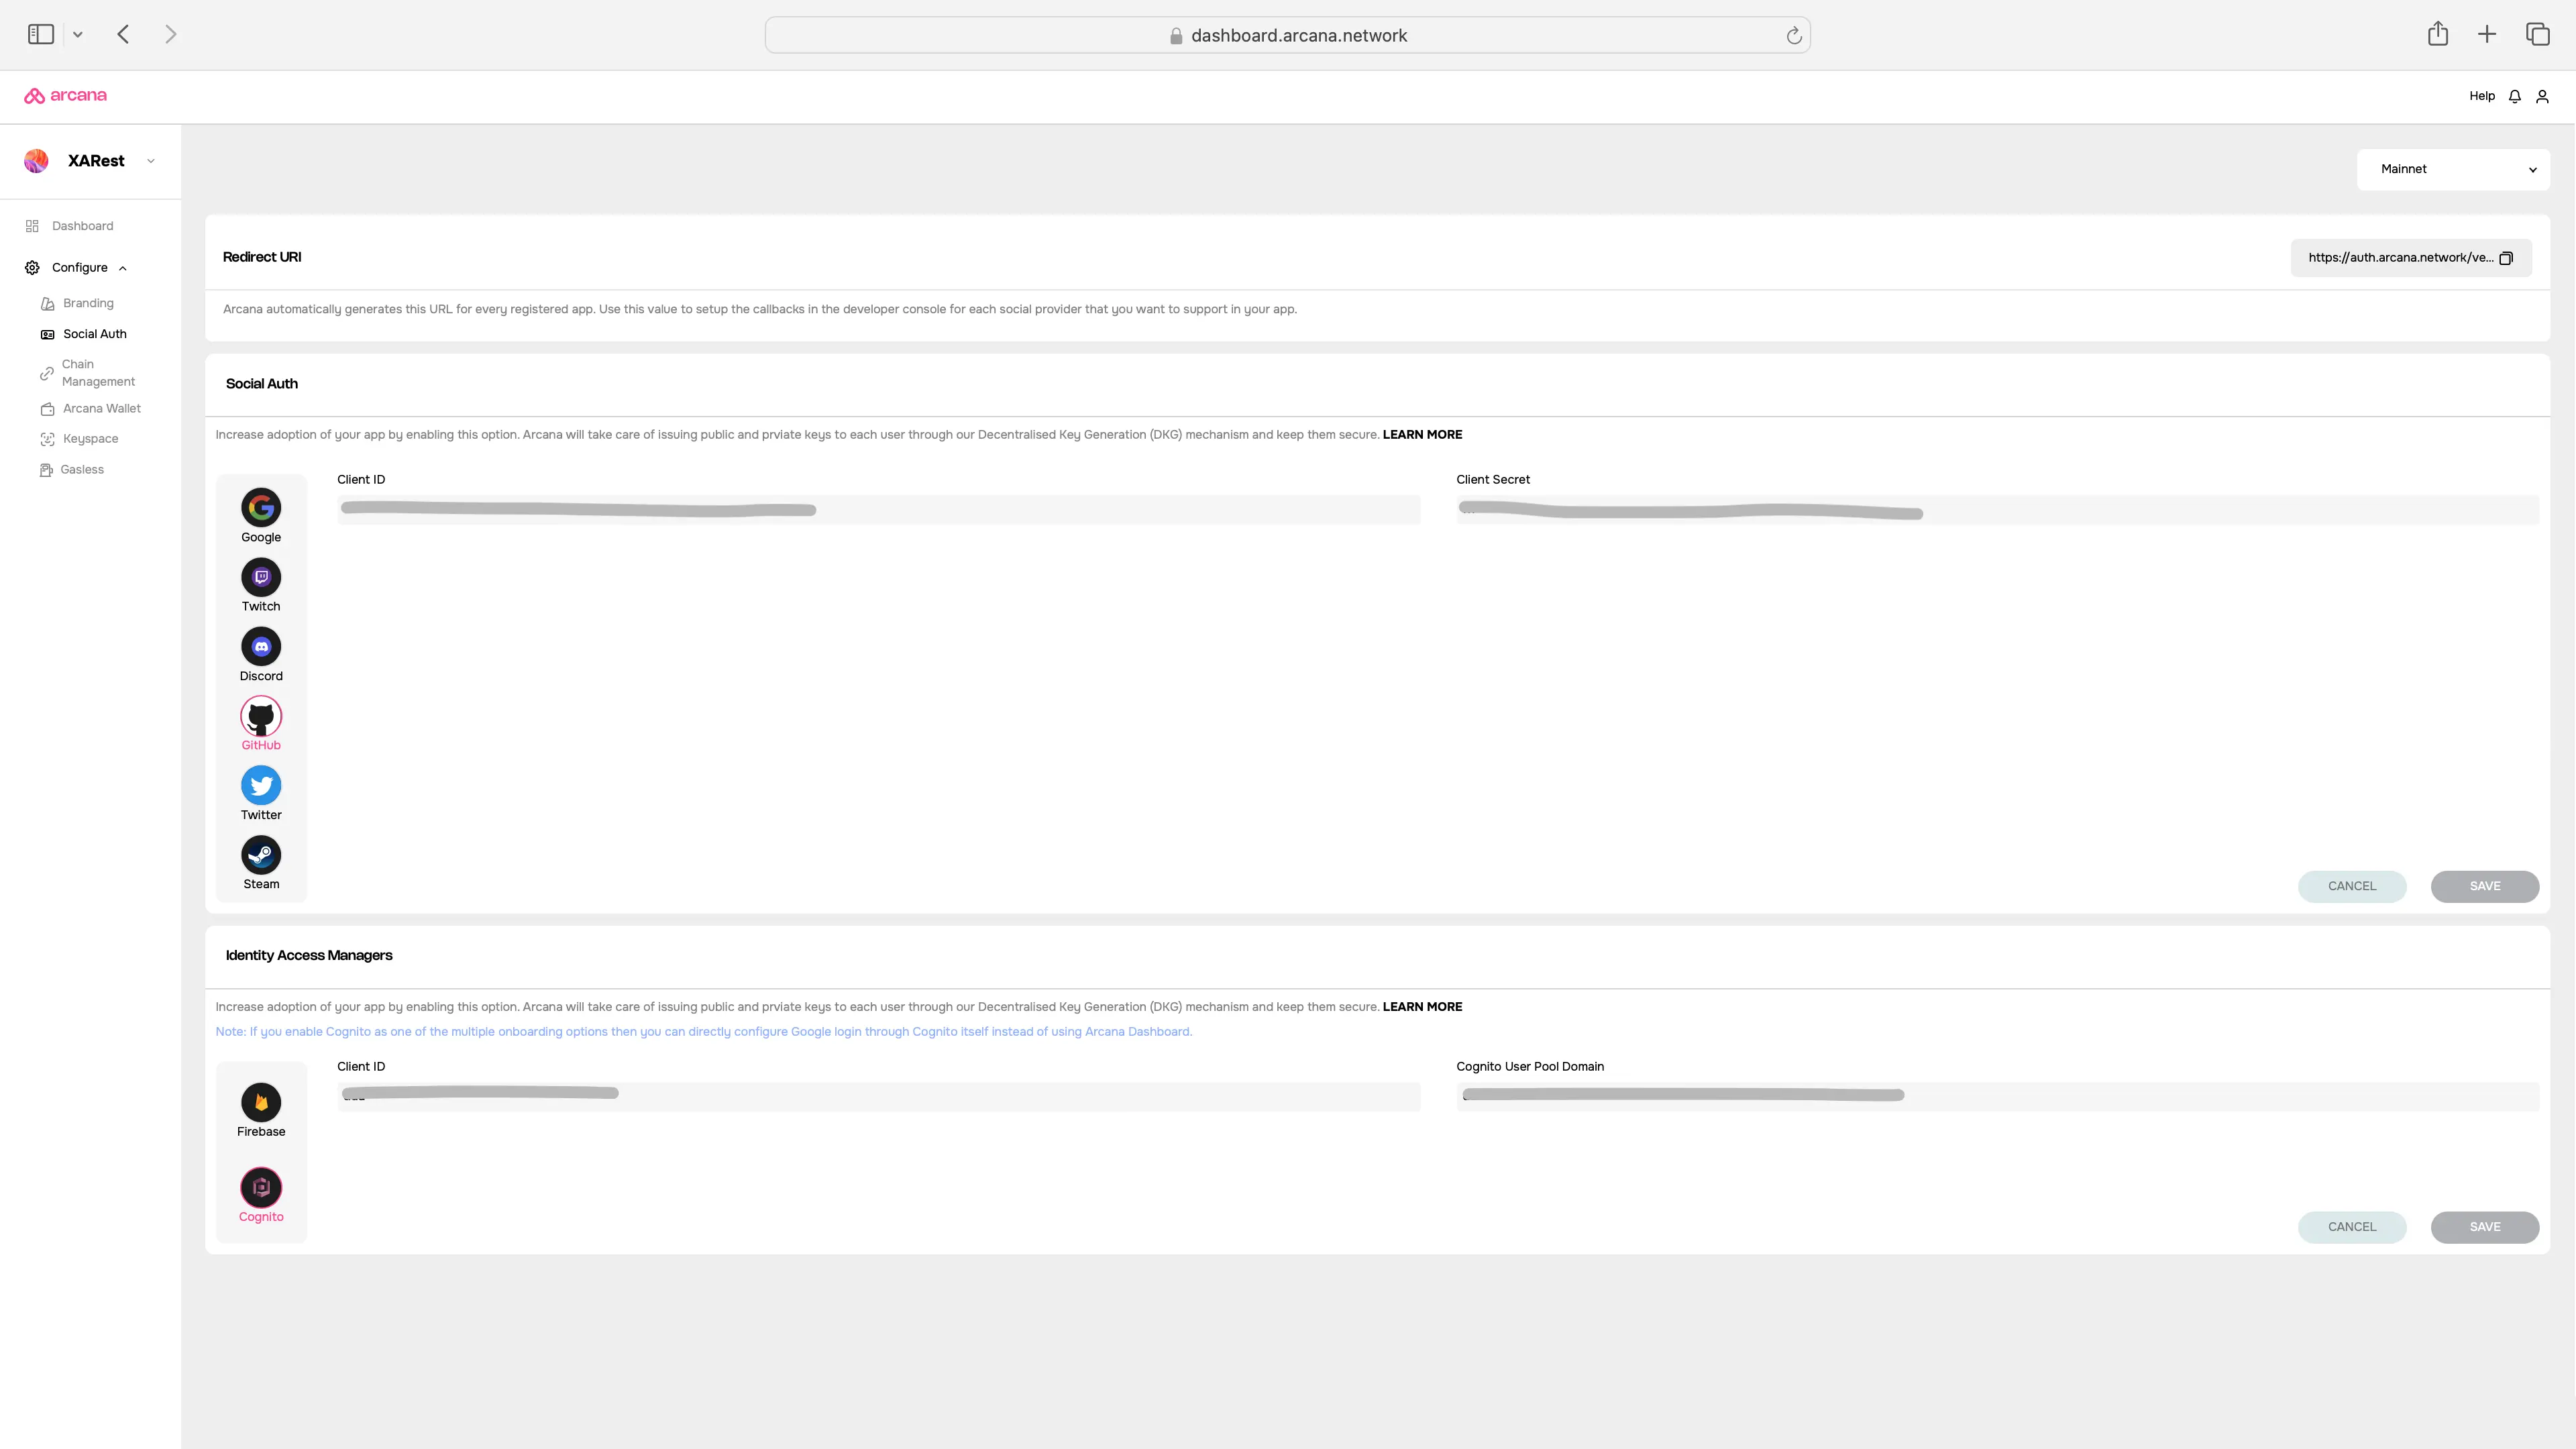 dashboard.arcana.network
arcana
Help
XARest
Mainnet
Dashboard
Configure
Branding
Social Auth
Chain
Management
Arcana Wallet
Keyspace
Gasless
Redirect URI
https://auth.arcana.network/ve...
Arcana automatically generates this URL for every registered app. Use this value to setup the callbacks in the developer console for each social provider that you want to support in your app.
Social Auth
Increase adoption of your app by enabling this option. Arcana will take care of issuing public and prviate keys to each user through our Decentralised Key Generation (DKG) mechanism and keep them secure. LEARN MORE
Client ID
Client Secret
Google
Twitch
Discord
GitHub
Twitter
Steam
CANCEL
SAVE
Identity Access Managers
Increase adoption of your app by enabling this option. Arcana will take care of issuing public and prviate keys to each user through our Decentralised Key Generation (DKG) mechanism and keep them secure. LEARN MORE
Note: If you enable Cognito as one of the multiple onboarding options then you can directly configure Google login through Cognito itself instead of using Arcana Dashboard.
Client ID
Cognito User Pool Domain
Firebase
Cognito
CANCEL
SAVE